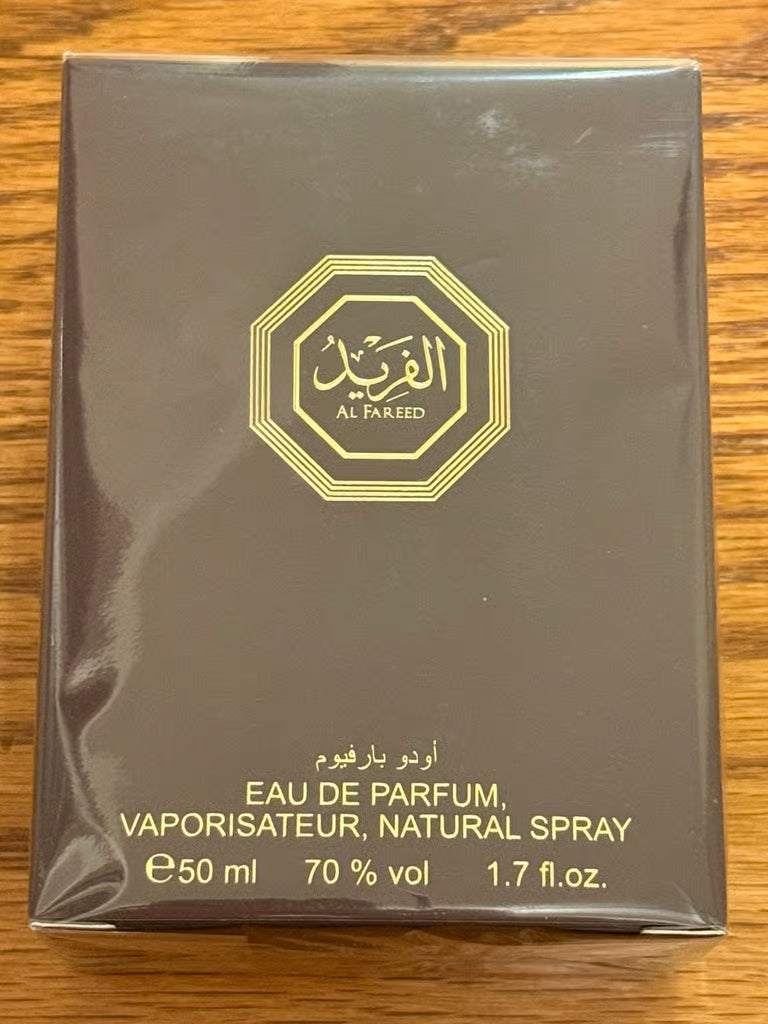 الفريد
AL FAREED
أودو بارفيوم
EAU DE PARFUM,
VAPORISATEUR, NATURAL SPRAY
℮50 ml 70 % vol 1.7 fl.oz.